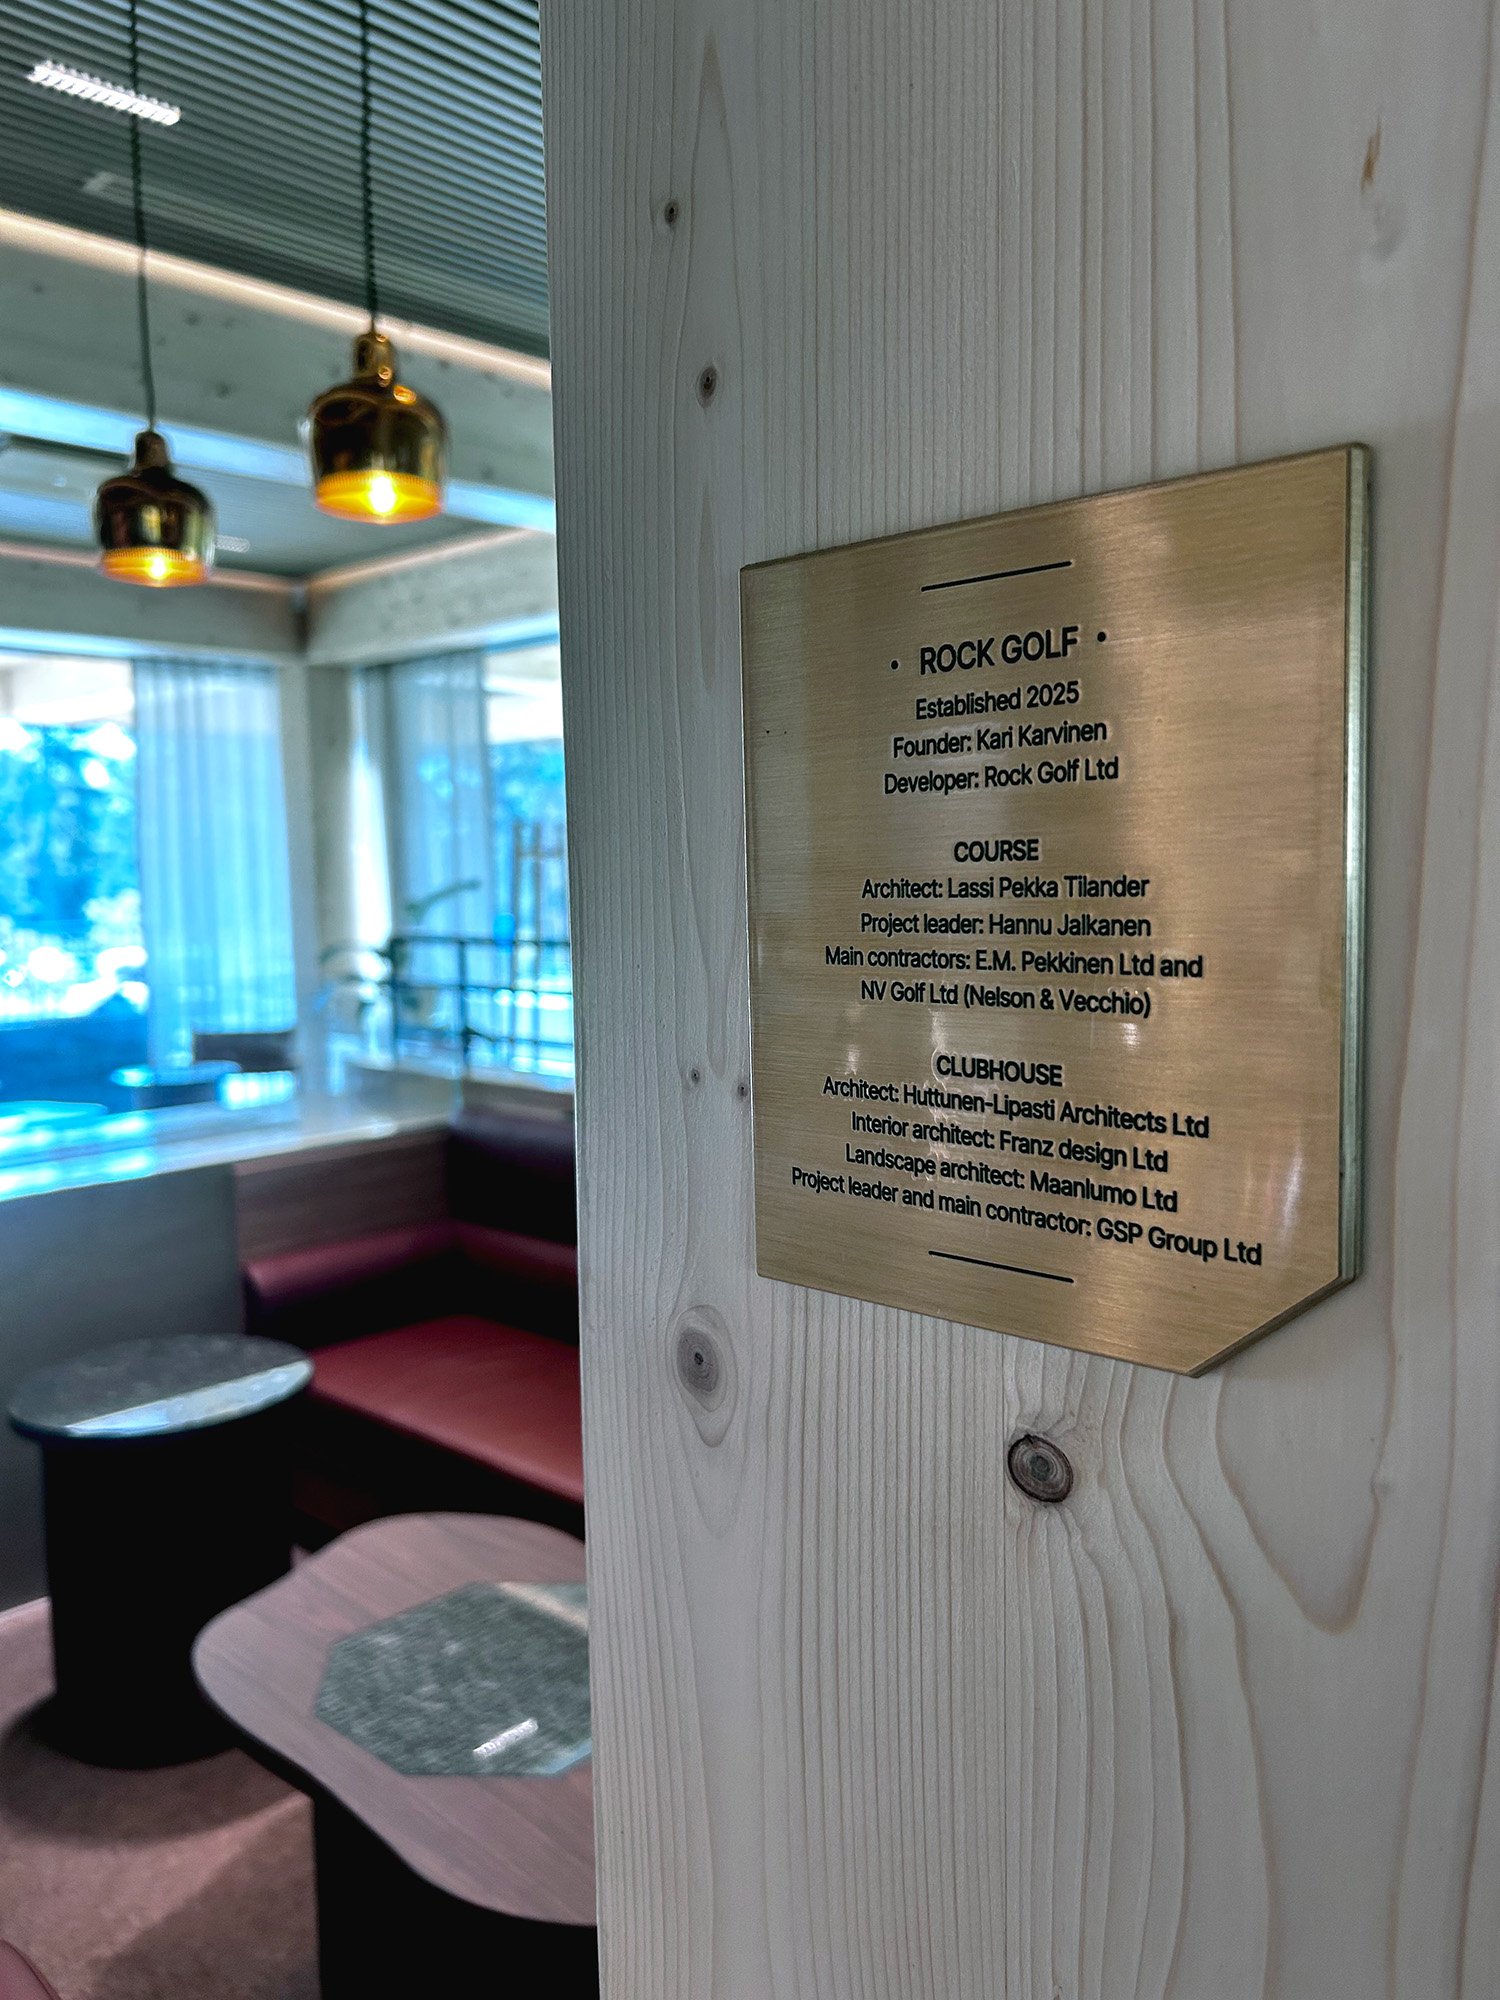 • ROCK GOLF •
Established 2025
Founder: Kari Karvinen
Developer: Rock Golf Ltd
COURSE
Architect: Lassi Pekka Tilander
Project leader: Hannu Jalkanen
Main contractors: E.M. Pekkinen Ltd and
NV Golf Ltd (Nelson & Vecchio)
CLUBHOUSE
Architect: Huttunen-Lipasti Architects Ltd
Interior architect: Franz design Ltd
Landscape architect: Maanlumo Ltd
Project leader and main contractor: GSP Group Ltd